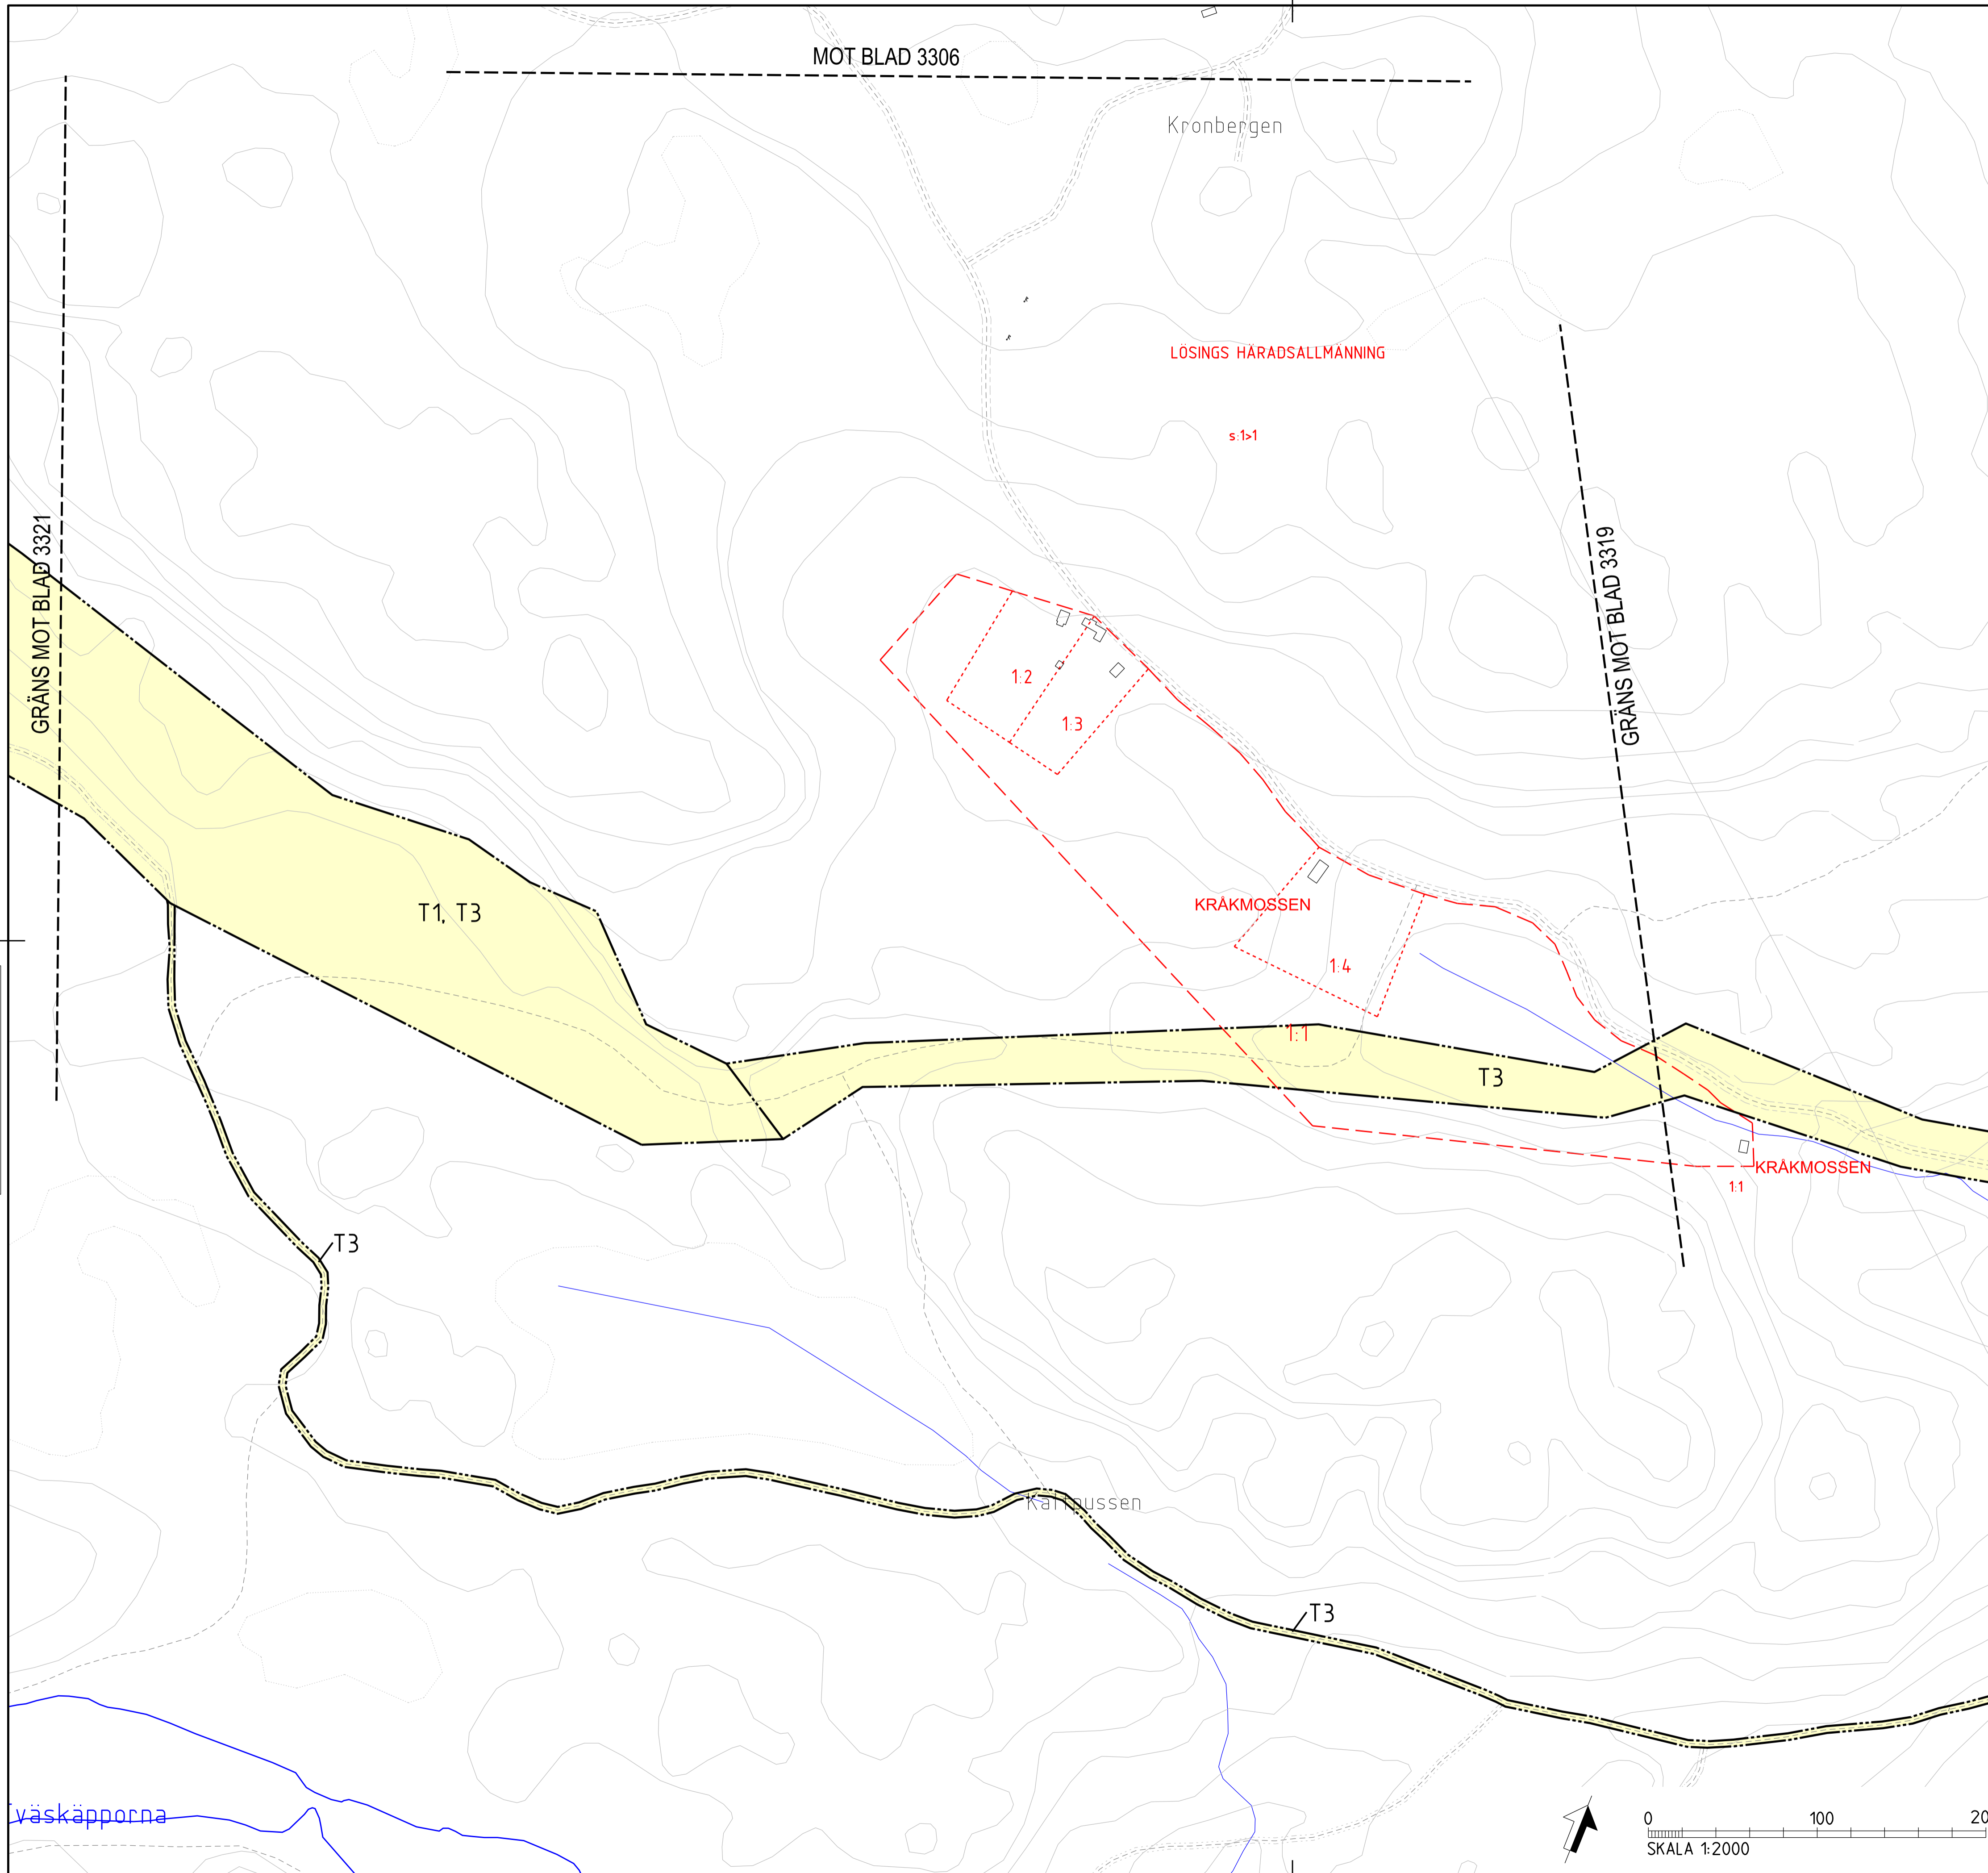 MOT BLAD 3306
Kronbergen
LÖSINGS HÄRADSALLMÄNNING
s:1>1
GRÄNS MOT BLAD 3321
GRÄNS MOT BLAD 3319
1:2
1:3
KRÅKMOSSEN
T1, T3
1:4
1:1
T3
KRÅKMOSSEN
1:1
T3
T3
väskäpporna
0 100
SKALA 1:2000